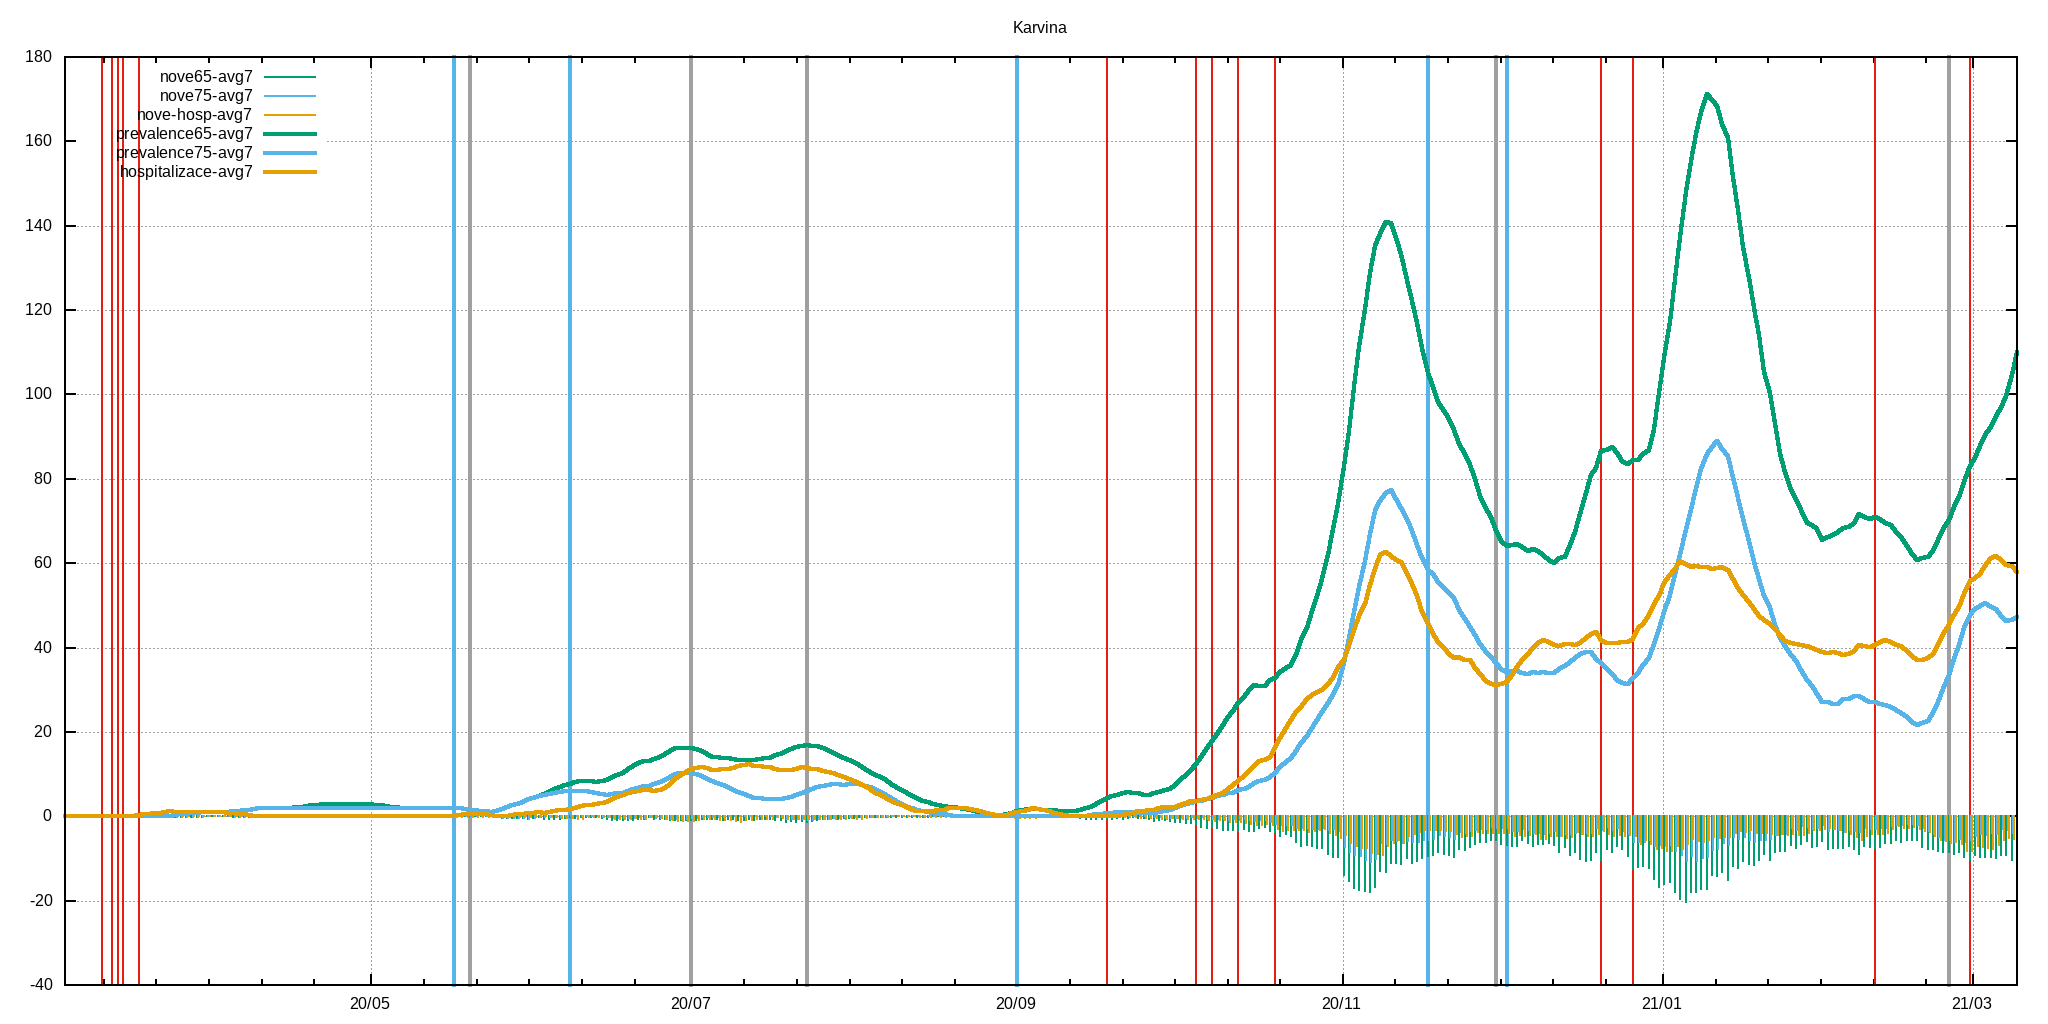 Karvina
180
nove65-avg7
nove75-avg7
nove-hosp-avg7
prevalence65-avg7
prevalence75-avg7
hospitalizace-avg7
160
140
120
100
80
60
40
20
0
-20
-40
20/05 20/07 20/09 20/11 21/01 21/03